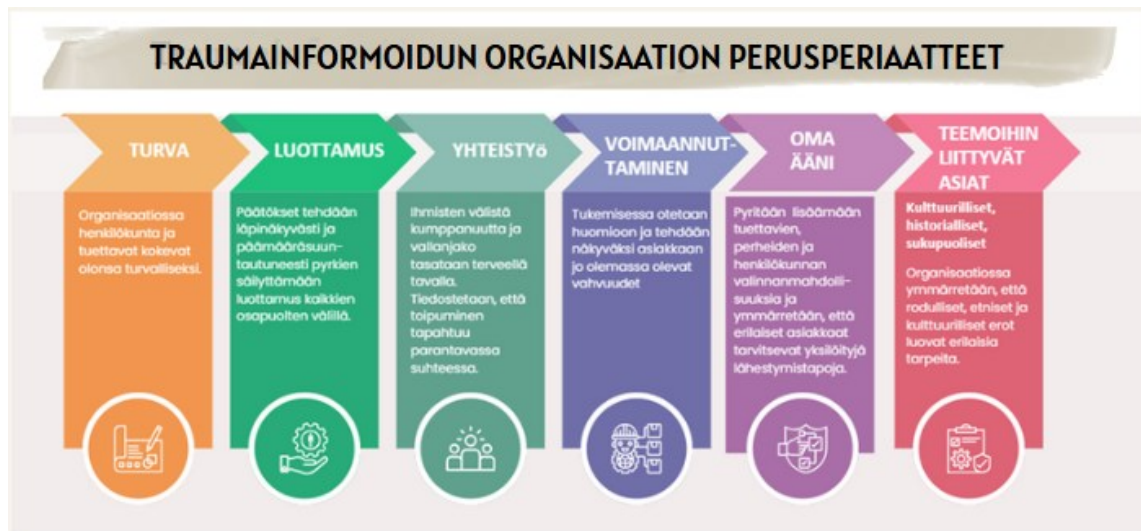 TRAUMAINFORMOIDUN ORGANISAATION PERUSPERIAATTEET
TURVA
Organisaatiossa
henkilökunta ja
tuettavat kokevat
olonsa turvalliseksi.
LUOTTAMUS
Päätökset tehdään
läpinäkyvästi ja
päämääräsuun-
tautuneesti pyrkien
säilyttämään
luottamus kaikkien
osapuolten välillä.
YHTEISTYö
Ihmisten välistä
kumppanuutta ja
vallanjako
tasataan terveellä
tavalla.
Tiedostetaan, että
toipuminen
tapahtuu
parantavassa
suhteessa.
VOIMAANNUT-
TAMINEN
Tukemisessa otetaan
huomioon ja tehdään
näkyväksi asiakkaan
jo olemassa olevat
vahvuudet
OMA
ÄÄNI
Pyritään lisäämään
tuettavien,
perheiden ja
henkilökunnan
valinnanmahdolli-
suuksia ja
ymmärretään, että
erilaiset asiakkaat
tarvitsevat yksilöityjä
lähestymistapoja.
TEEMOIHIN
LIITTYVÄT
ASIAT
Kulttuurilliset,
historialliset,
sukupuoliset
Organisaatiossa
ymmärretään, että
rodulliset, etniset ja
kulttuurilliset erot
luovat erilaisia
tarpeita.